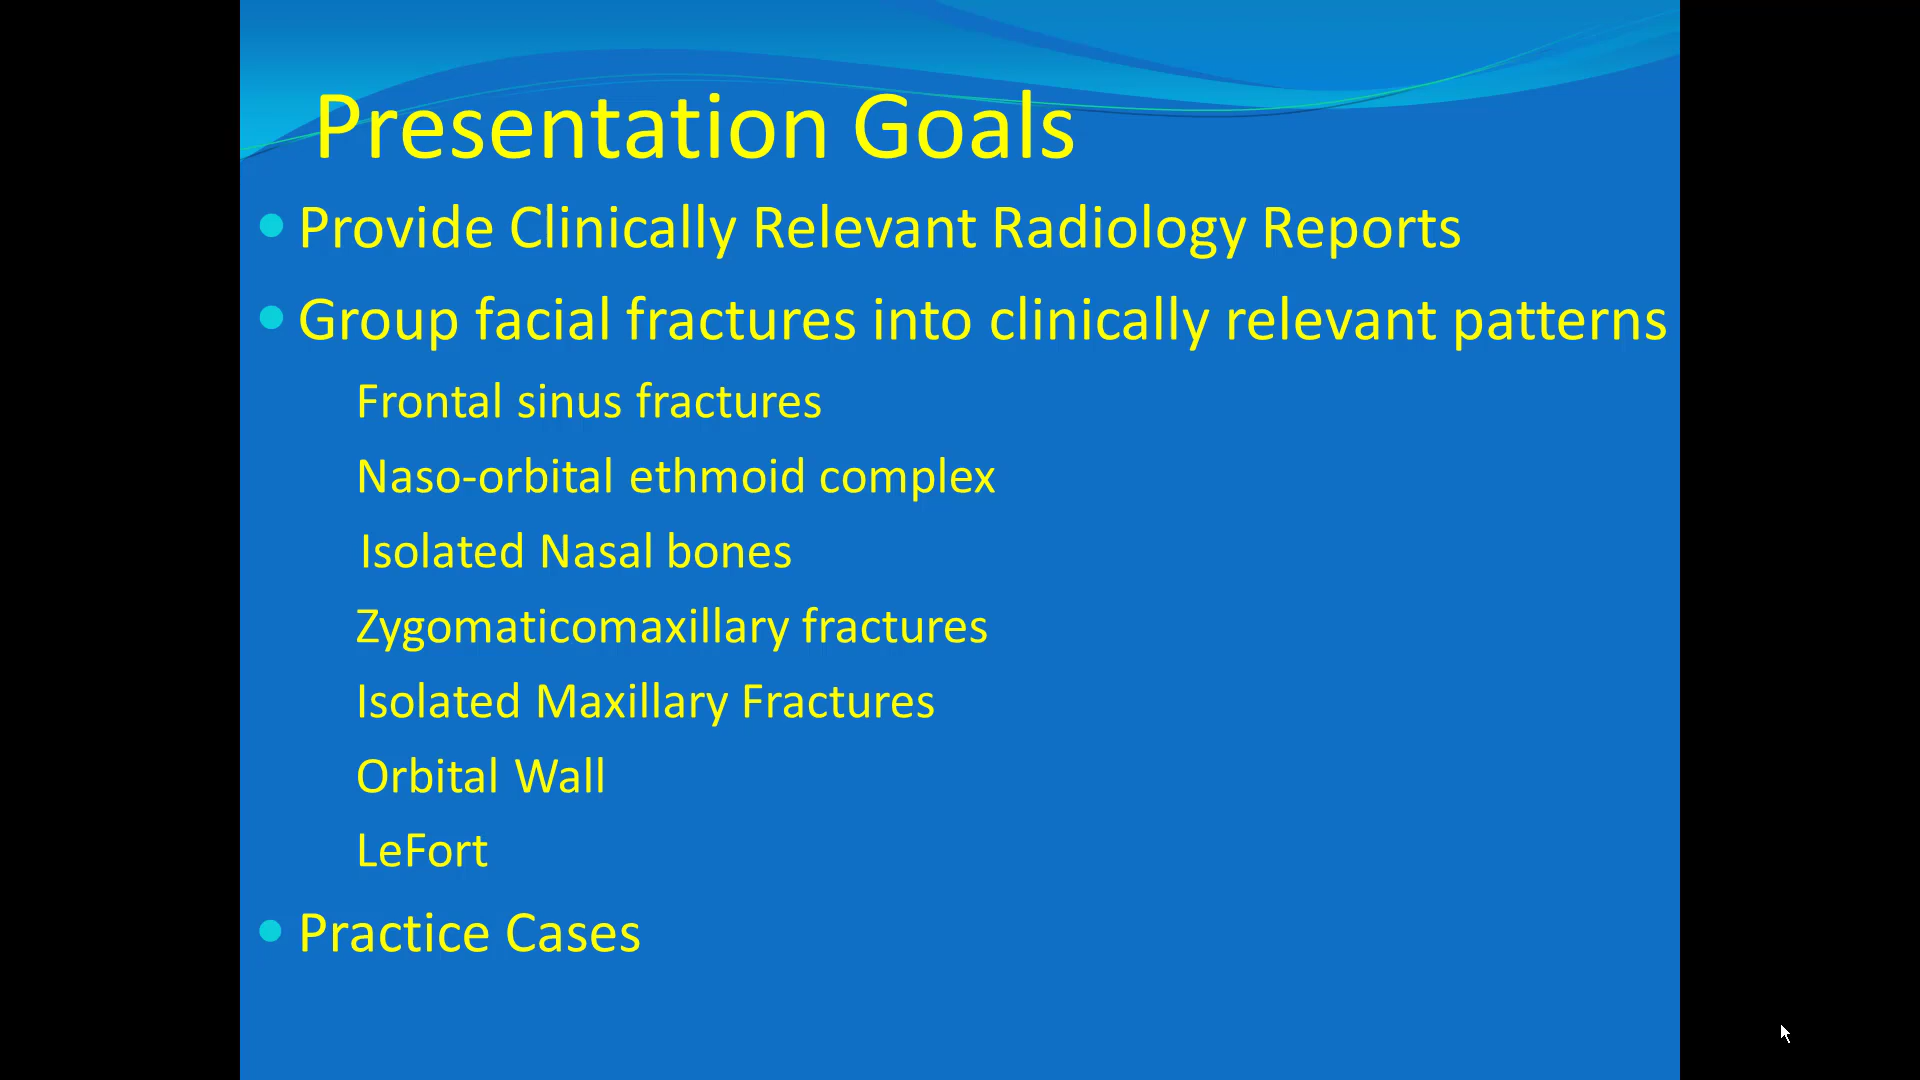 Presentation Goals
Provide Clinically Relevant Radiology Reports
Group facial fractures into clinically relevant patterns
Frontal sinus fractures
Naso-orbital ethmoid complex
Isolated Nasal bones
Zygomaticomaxillary fractures
Isolated Maxillary Fractures
Orbital Wall
LeFort
Practice Cases